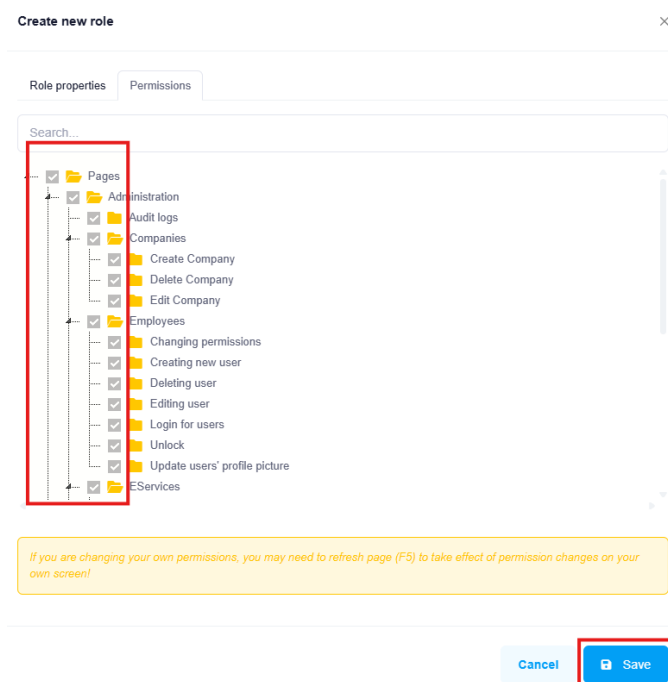 Create new role
Role properties
Permissions
Search...
Pages
Administration
Audit logs
Companies
Create Company
Delete Company
Edit Company
Employees
Changing permissions
Creating new user
Deleting user
Editing user
Login for users
Unlock
Update users' profile picture
EServices
If you are changing your own permissions, you may need to refresh page (F5) to take effect of permission changes on your
own screen!
Cancel
Save